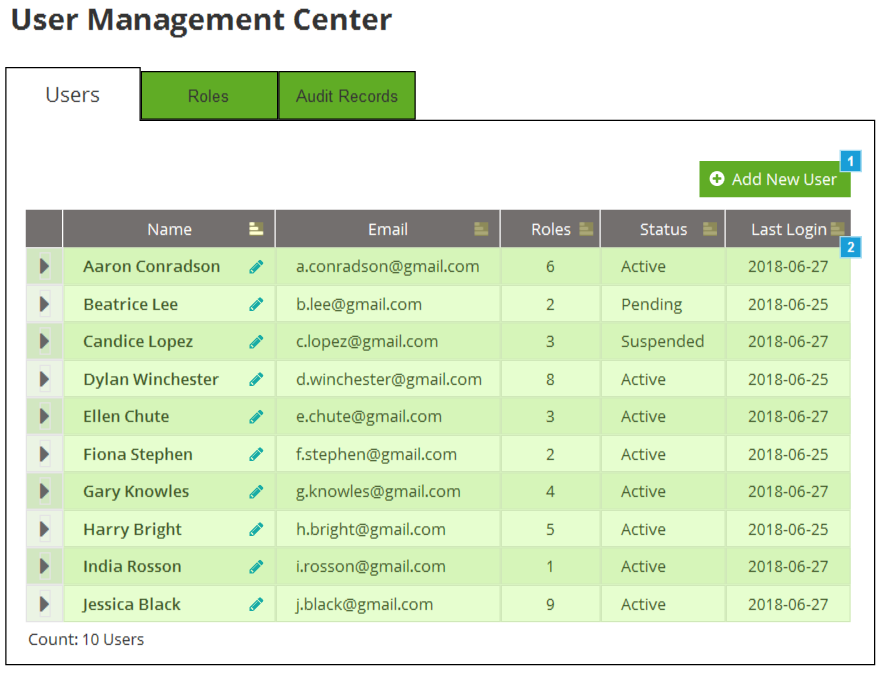 User Management Center
Users Roles Audit Records
1
Add New User
Name Email Roles Status Last Login
2
Aaron Conradson a.conradson@gmail.com 6 Active 2018-06-27
Beatrice Lee b.lee@gmail.com 2 Pending 2018-06-25
Candice Lopez c.lopez@gmail.com 3 Suspended 2018-06-27
Dylan Winchester d.winchester@gmail.com 8 Active 2018-06-25
Ellen Chute e.chute@gmail.com 3 Active 2018-06-27
Fiona Stephen f.stephen@gmail.com 2 Active 2018-06-25
Gary Knowles g.knowles@gmail.com 4 Active 2018-06-27
Harry Bright h.bright@gmail.com 5 Active 2018-06-25
India Rosson i.rosson@gmail.com 1 Active 2018-06-27
Jessica Black j.black@gmail.com 9 Active 2018-06-27
Count: 10 Users